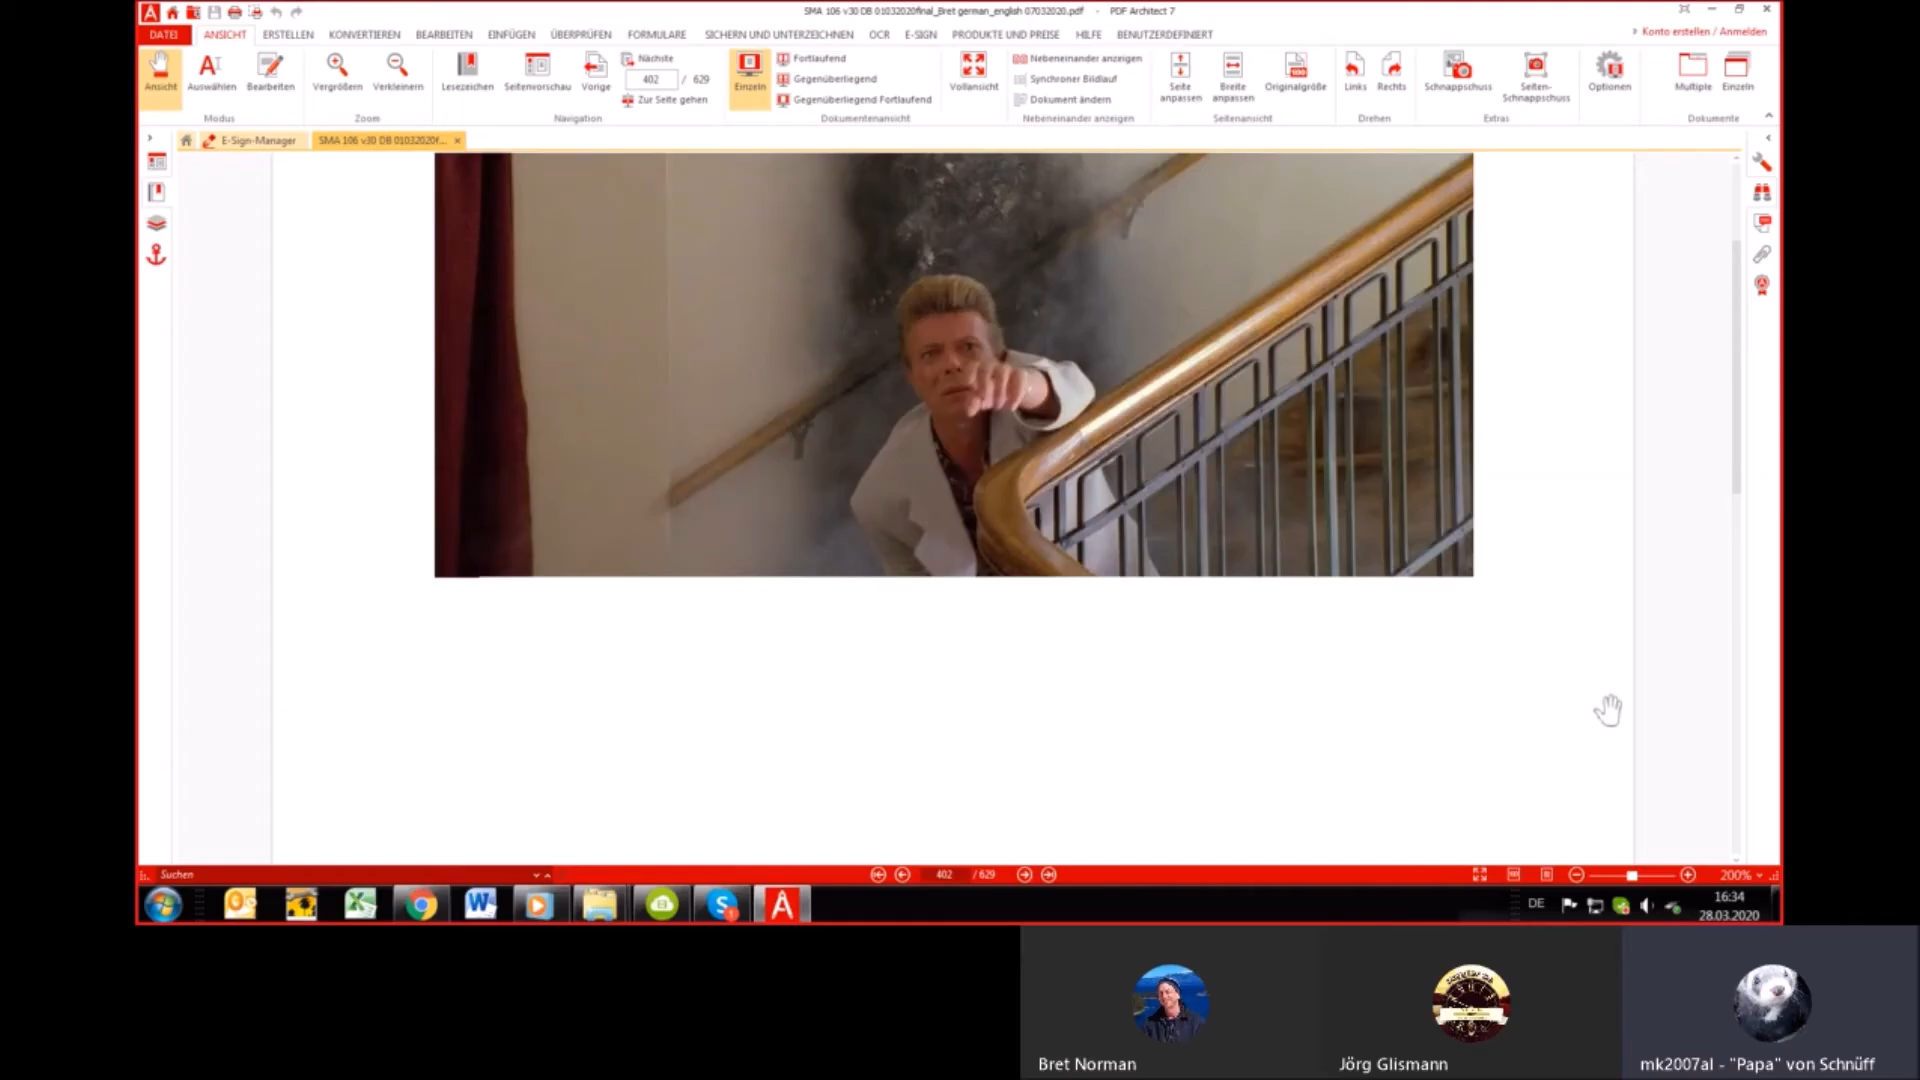 SMA 106 v30 DB 01032020final_Bret german_english 07032020.pdf - PDF Architect 7
DATEI ANSICHT ERSTELLEN KONVERTIEREN BEARBEITEN EINFÜGEN ÜBERPRÜFEN FORMULARE SICHERN UND UNTERZEICHNEN OCR E-SIGN PRODUKTE UND PREISE HILFE BENUTZERDEFINIERT
Konto erstellen / Anmelden
Ansicht Auswählen Bearbeiten
Modus
Vergrößern Verkleinern
Zoom
Lesezeichen Seitenvorschau Vorige
Nächste
402 / 629
Zur Seite gehen
Navigation
Einzeln
Fortlaufend
Gegenüberliegend
Gegenüberliegend Fortlaufend
Dokumentenansicht
Vollansicht
Nebeneinander anzeigen
Synchroner Bildlauf
Dokument ändern
Nebeneinander anzeigen
Seite anpassen
Breite anpassen
Originalgröße
Seitenansicht
Links Rechts
Drehen
Schnappschuss
Seiten-
Schnappschuss
Extras
Optionen
Multiple Einzeln
Dokumente
E-Sign-Manager
SMA 106 v30 DB 01032020f...
Suchen
402 / 629
200%
DE
16:34
28.03.2020
Bret Norman
Jörg Glismann
mk2007al - "Papa" von Schnüff